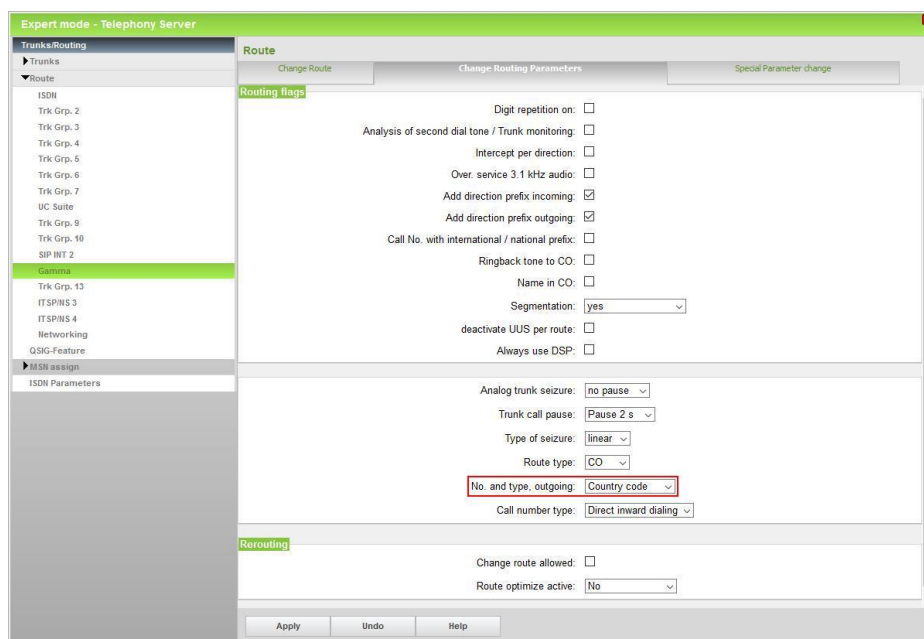 Expert mode - Telephony Server
Trunks/Routing
Trunks
Route
ISDN
Trk Grp. 2
Trk Grp. 3
Trk Grp. 4
Trk Grp. 5
Trk Grp. 6
Trk Grp. 7
UC Suite
Trk Grp. 9
Trk Grp. 10
SIP INT 2
Gamma
Trk Grp. 13
ITSP/NS 3
ITSP/NS 4
Networking
QSIG-Feature
MSN assign
ISDN Parameters
Route
Change Route Change Routing Parameters Special Parameter change
Routing flags
Digit repetition on:
Analysis of second dial tone / Trunk monitoring:
Intercept per direction:
Over. service 3.1 kHz audio:
Add direction prefix incoming:
Add direction prefix outgoing:
Call No. with international / national prefix:
Ringback tone to CO:
Name in CO:
Segmentation: yes
deactivate UUS per route:
Always use DSP:
Analog trunk seizure: no pause
Trunk call pause: Pause 2 s
Type of seizure: linear
Route type: CO
No. and type, outgoing: Country code
Call number type: Direct inward dialing
Rerouting
Change route allowed:
Route optimize active: No
Apply Undo Help